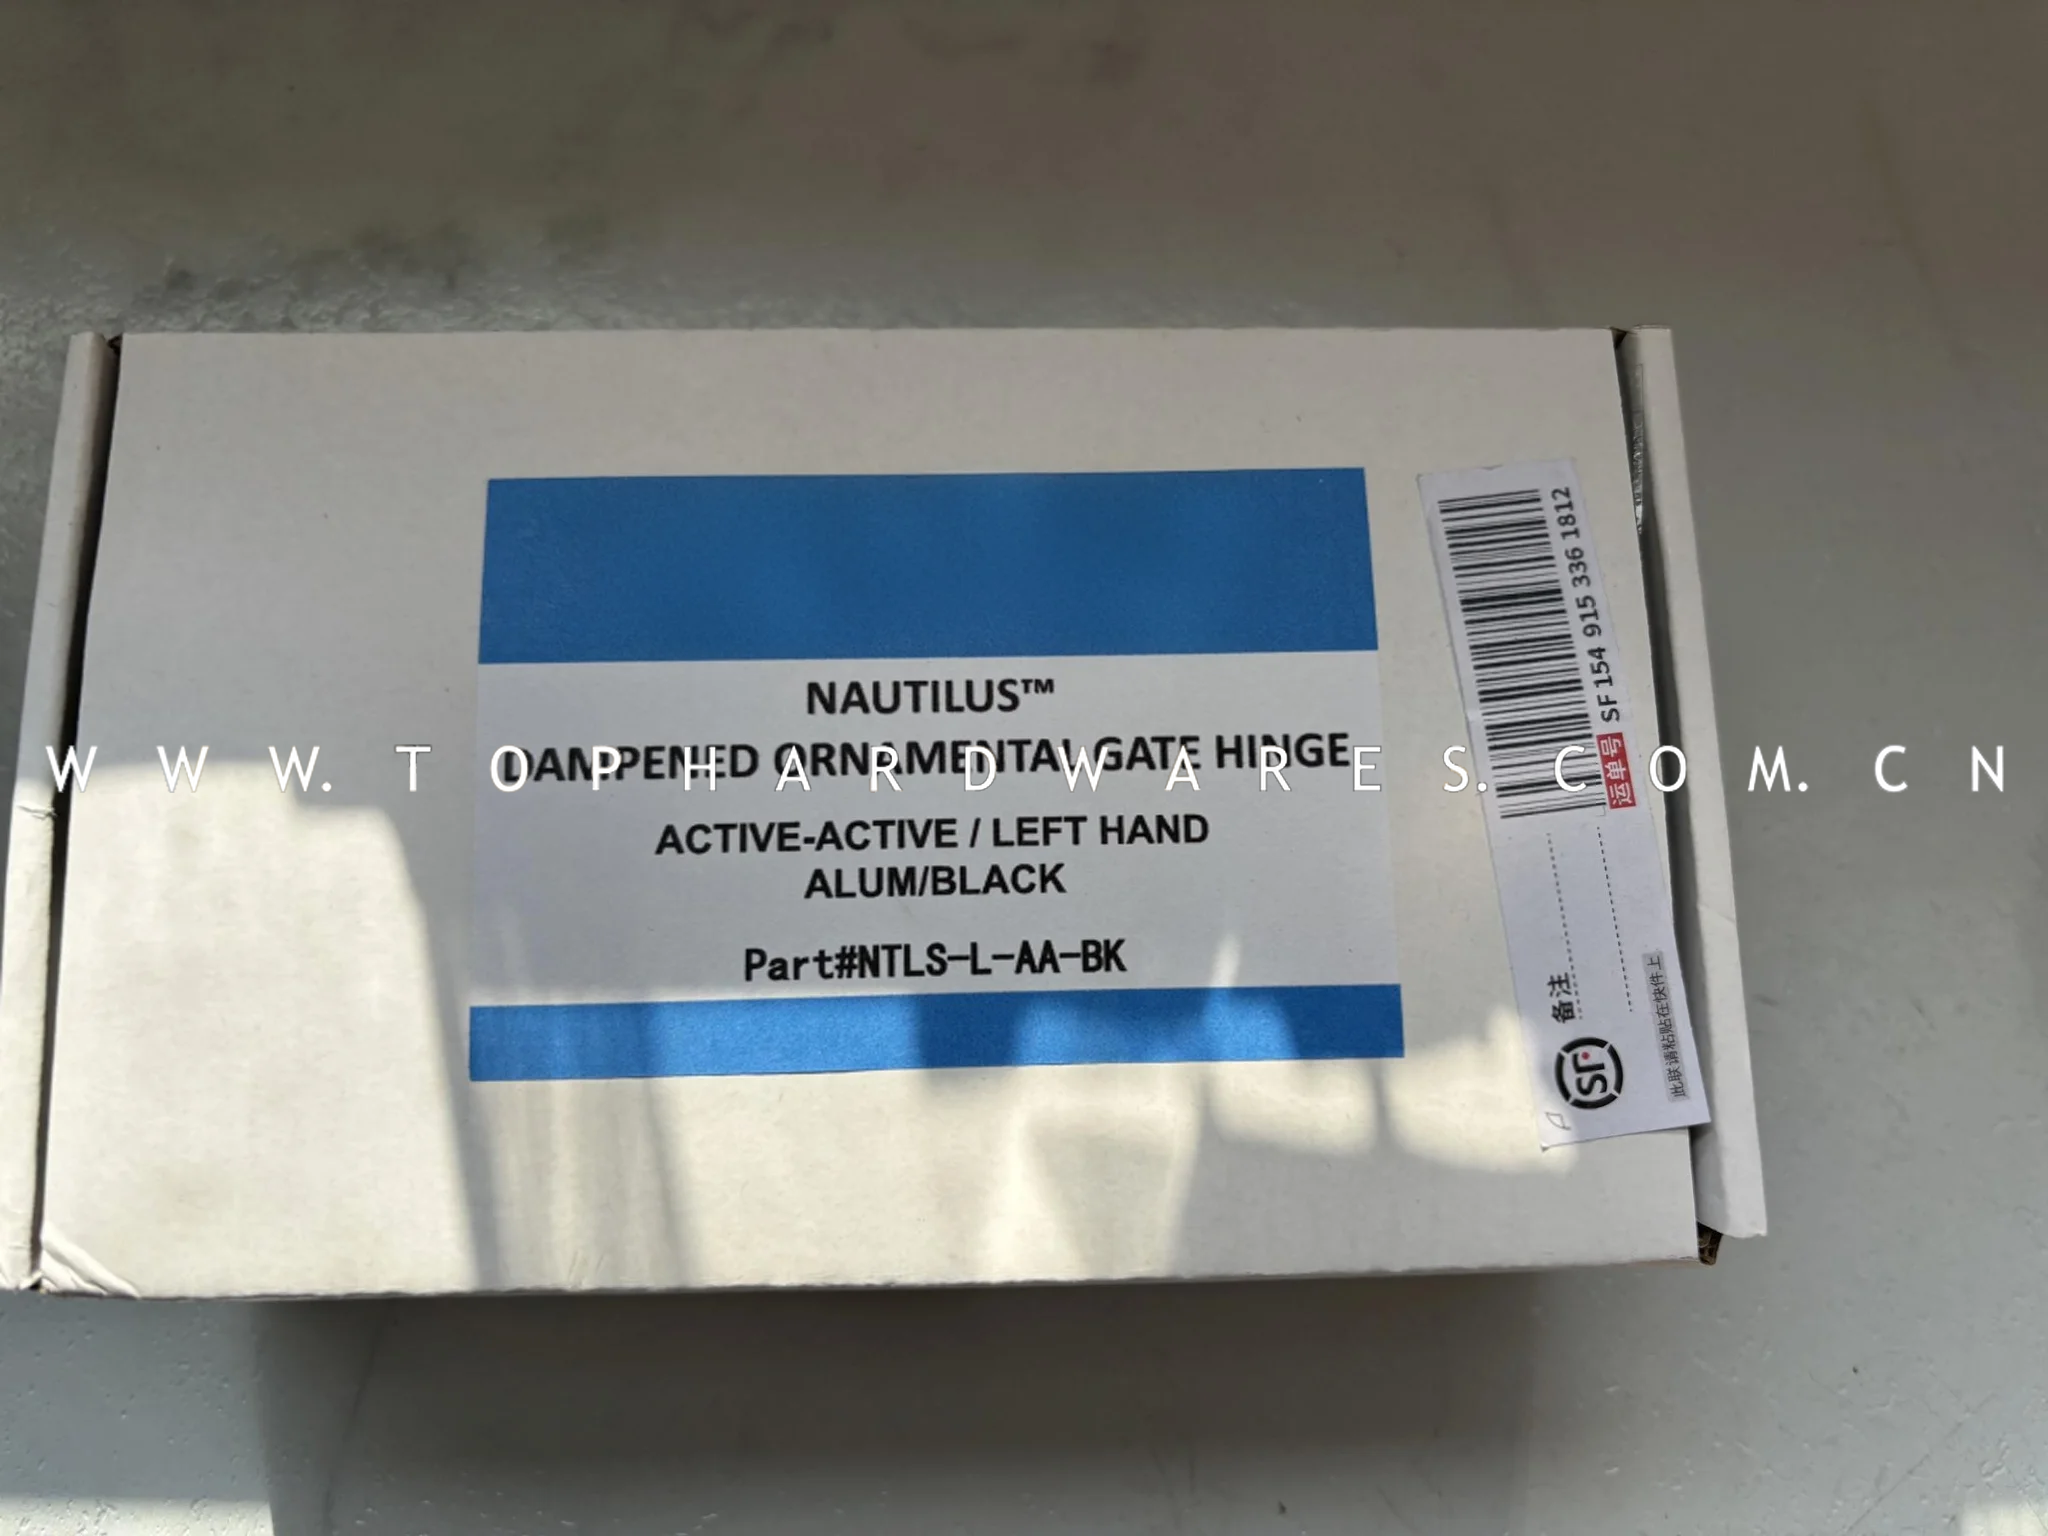 NAUTILUS™
DAMPENED ORNAMENTAL GATE HINGE
ACTIVE-ACTIVE / LEFT HAND
ALUM/BLACK
Part#NTLS-L-AA-BK
WWW.TOPHARDWARES.COM.CN
运单号 SF 154 915 336 1812
备注
SF
此联请粘贴在快件上